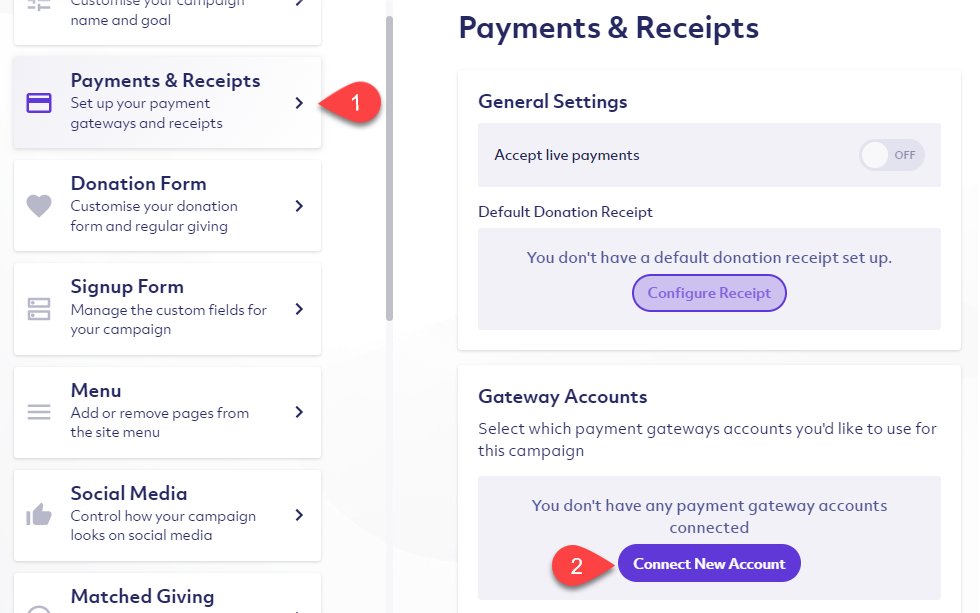 Customise your campaign
name and goal
Payments & Receipts
Set up your payment
gateways and receipts
1
Donation Form
Customise your donation
form and regular giving
Signup Form
Manage the custom fields for
your campaign
Menu
Add or remove pages from
the site menu
Social Media
Control how your campaign
looks on social media
Matched Giving
Payments & Receipts
General Settings
Accept live payments
OFF
Default Donation Receipt
You don't have a default donation receipt set up.
Configure Receipt
Gateway Accounts
Select which payment gateways accounts you'd like to use for
this campaign
You don't have any payment gateway accounts
connected
2
Connect New Account